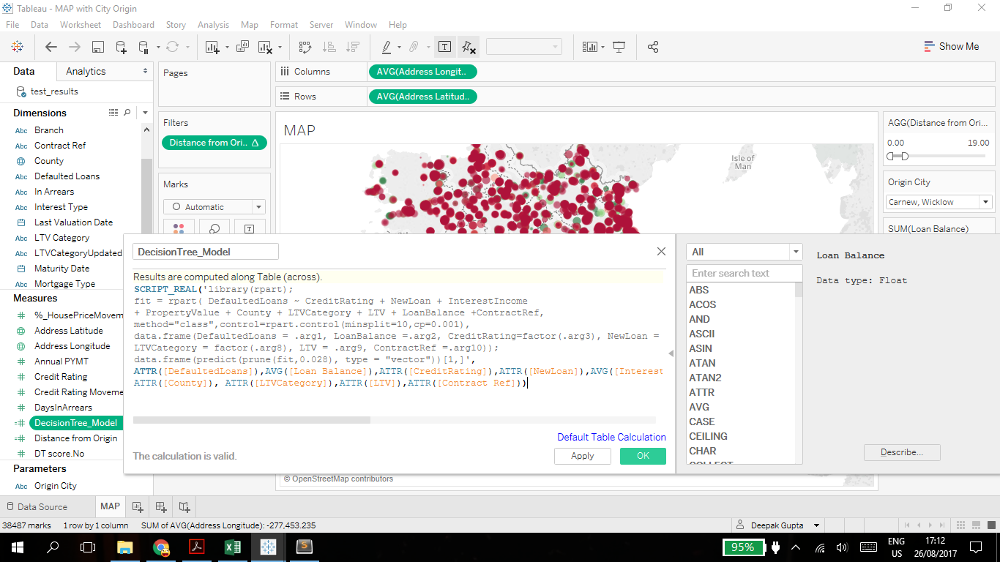 Tableau - MAP with City Origin
File Data Worksheet Dashboard Story Analysis Map Format Server Window Help
Show Me
Data Analytics
test_results
Dimensions
Abc Branch
Abc Contract Ref
County
Abc Defaulted Loans
Abc In Arrears
Abc Interest Type
Last Valuation Date
Abc LTV Category
Abc LTVCategoryUpdated
Maturity Date
Abc Mortgage Type
Measures
%_HousePriceMovem
Address Latitude
Address Longitude
Annual PYMT
Credit Rating
Credit Rating Moveme
DaysInArrears
DecisionTree_Model
Distance from Origin
DT score.No
Parameters
Abc Origin City
Pages
Filters
Distance from Ori..
Marks
Automatic
Columns
AVG(Address Longit..
Rows
AVG(Address Latitud..
MAP
Isle of
Man
AGG(Distance from Ori...
0.00 19.00
Origin City
Carnew, Wicklow
SUM(Loan Balance)
DecisionTree_Model
Results are computed along Table (across).
SCRIPT_REAL('library(rpart);
fit = rpart( DefaultedLoans ~ CreditRating + NewLoan + InterestIncome
+ PropertyValue + County + LTVCategory + LTV + LoanBalance +ContractRef,
method="class",control=rpart.control(minsplit=10,cp=0.001),
data.frame(DefaultedLoans = .arg1, LoanBalance =.arg2, CreditRating=factor(.arg3), NewLoan =
LTVCategory = factor(.arg8), LTV = .arg9, ContractRef =.arg10));
data.frame(predict(prune(fit,0.028), type = "vector"))[1,]',
ATTR([DefaultedLoans]),AVG([Loan Balance]),ATTR([CreditRating]),ATTR([NewLoan]),AVG([Interest
ATTR([County]), ATTR([LTVCategory]),ATTR([LTV]),ATTR([Contract Ref]))
Default Table Calculation
The calculation is valid.
Apply
OK
All
Enter search text
ABS
ACOS
AND
ASCII
ASIN
ATAN
ATAN2
ATTR
AVG
CASE
CEILING
CHAR
COLLECT
Loan Balance
Data type: Float
Describe...
© OpenStreetMap contributors
Data Source
MAP
38487 marks 1 row by 1 column SUM of AVG(Address Longitude): -277,453.235
Deepak Gupta
95%
ENG
US
17:12
26/08/2017